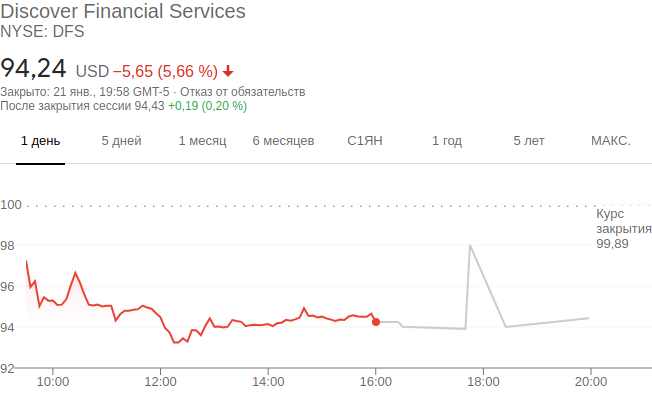 Discover Financial Services
NYSE: DFS
94,24 USD −5,65 (5,66 %)
Закрыто: 21 янв., 19:58 GMT-5 · Отказ от обязательств
После закрытия сессии 94,43 +0,19 (0,20 %)
1 день 5 дней 1 месяц 6 месяцев С1ЯН 1 год 5 лет МАКС.
100
Курс
закрытия
99,89
98
96
94
92
10:00 12:00 14:00 16:00 18:00 20:00